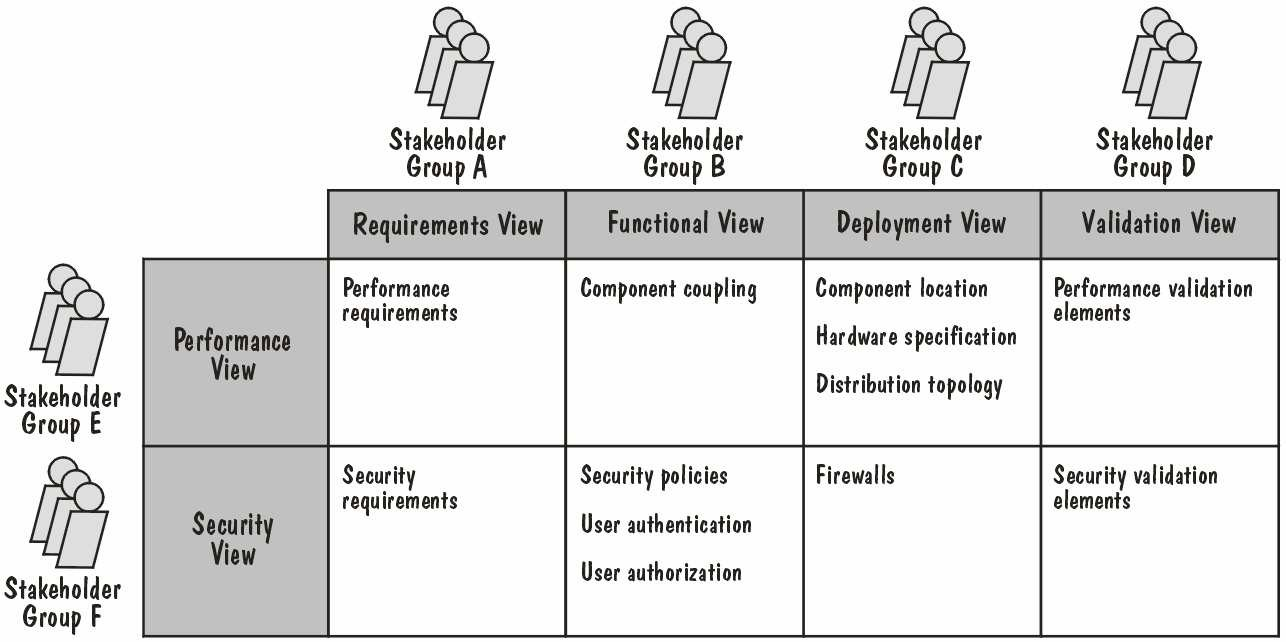 Stakeholder
Group A
Stakeholder
Group B
Stakeholder
Group C
Stakeholder
Group D
Requirements View
Functional View
Deployment View
Validation View
Stakeholder
Group E
Performance
View
Performance
requirements
Component coupling
Component location
Hardware specification
Distribution topology
Performance validation
elements
Stakeholder
Group F
Security
View
Security
requirements
Security policies
User authentication
User authorization
Firewalls
Security validation
elements